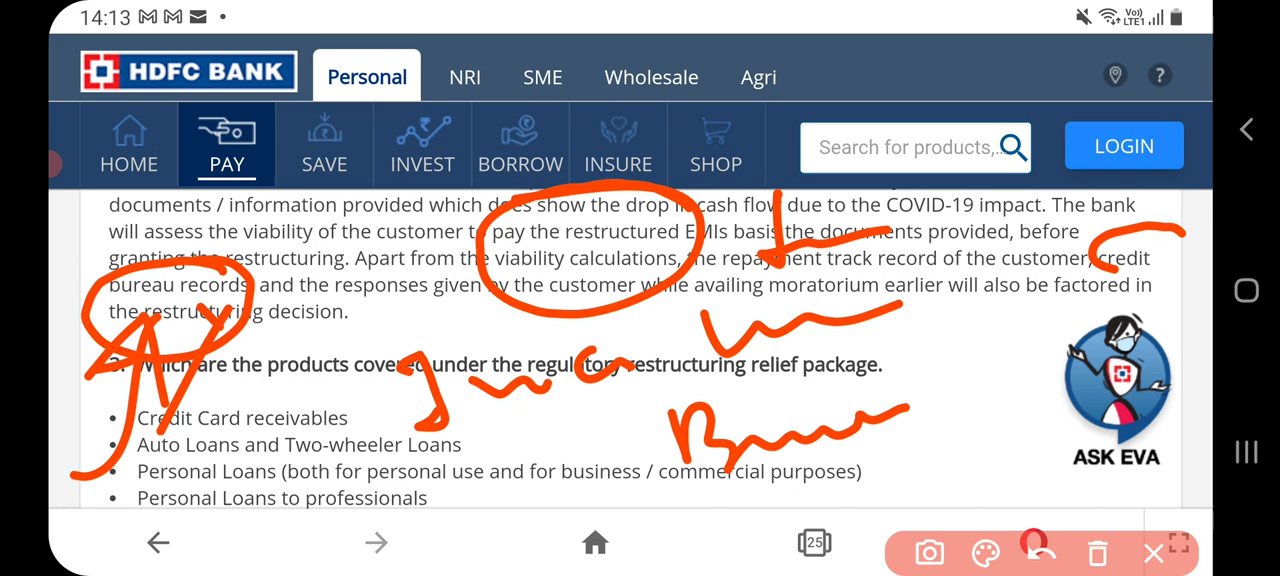 14:13
Vo)) LTE1
HDFC BANK Personal NRI SME Wholesale Agri ?
HOME PAY SAVE INVEST BORROW INSURE SHOP Search for products,.. LOGIN
documents / information provided which does show the drop in cash flow due to the COVID-19 impact. The bank
will assess the viability of the customer to pay the restructured EMIs basis the documents provided, before
granting the restructuring. Apart from the viability calculations, the repayment track record of the customer, credit
bureau records, and the responses given by the customer while availing moratorium earlier will also be factored in
the restructuring decision.
3. Which are the products covered under the regulatory restructuring relief package.
• Credit Card receivables
• Auto Loans and Two-wheeler Loans
• Personal Loans (both for personal use and for business / commercial purposes)
• Personal Loans to professionals
ASK EVA
25